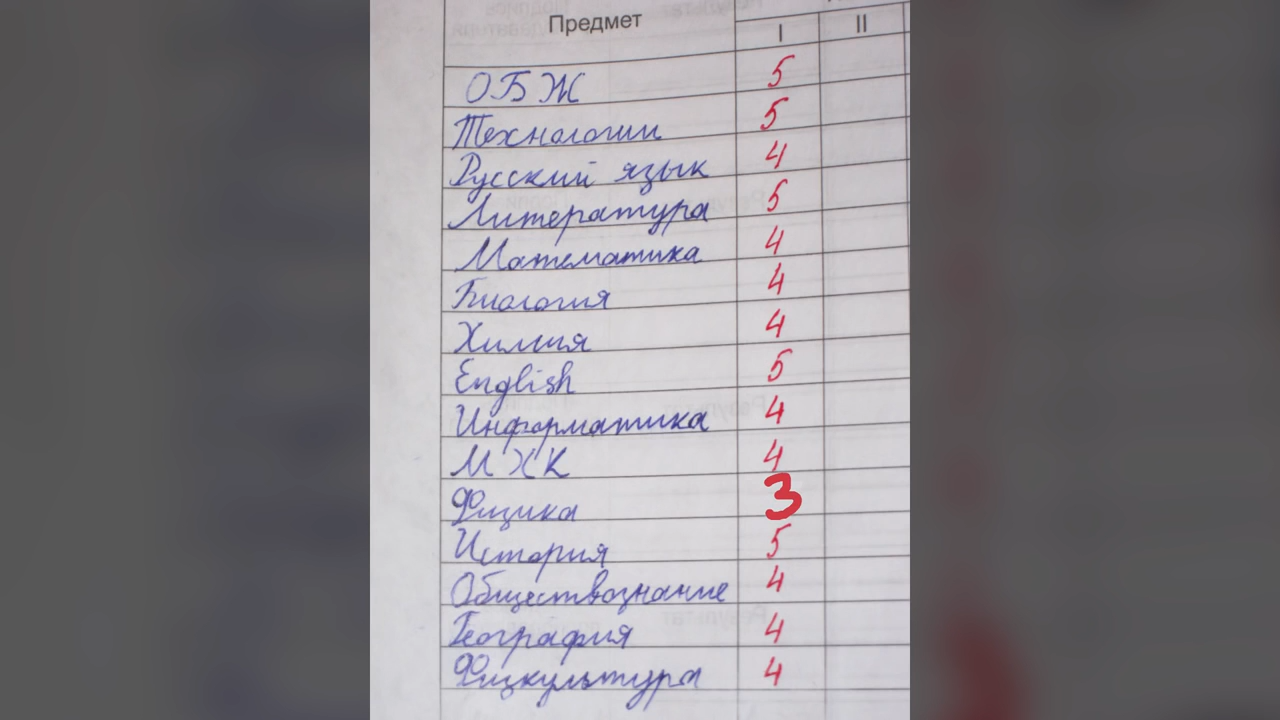 Предмет
I II
ОБЖ 5
Технологии 5
Русский язык 4
Литература 5
Математика 4
Биология 4
Химия 4
English 5
Информатика 4
МХК 4
Физика 3
История 5
Обществознание 4
География 4
Физкультура 4